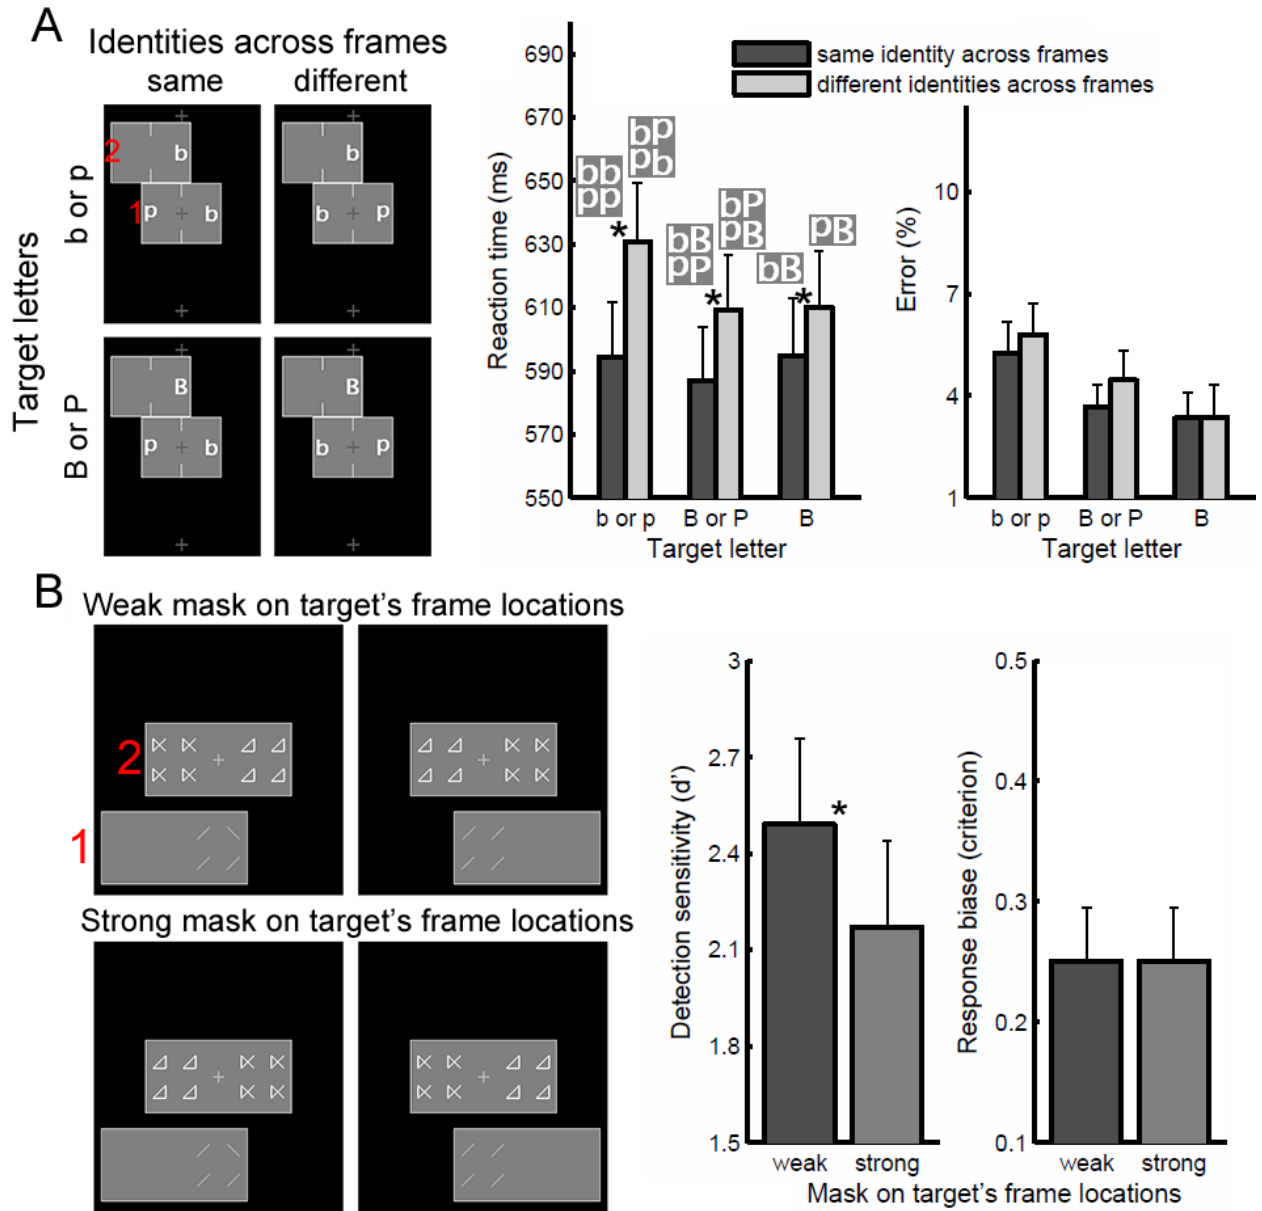 A
Identities across frames
same different
Target letters
b or p
B or P
2
b
1
p b
b
b p
B
p b
B
b p
same identity across frames
different identities across frames
Reaction time (ms)
690
670
650
630
610
590
570
550
bb
pp
bp
pb
*
bB
pP
bP
pB
*
bB
pB
*
b or p B or P B
Target letter
Error (%)
10
7
4
1
b or p B or P B
Target letter
B
Weak mask on target's frame locations
2
1
Strong mask on target's frame locations
Detection sensitivity (d')
3
2.7
2.4
2.1
1.8
1.5
*
weak strong
Response biase (criterion)
0.5
0.4
0.3
0.2
0.1
weak strong
Mask on target's frame locations